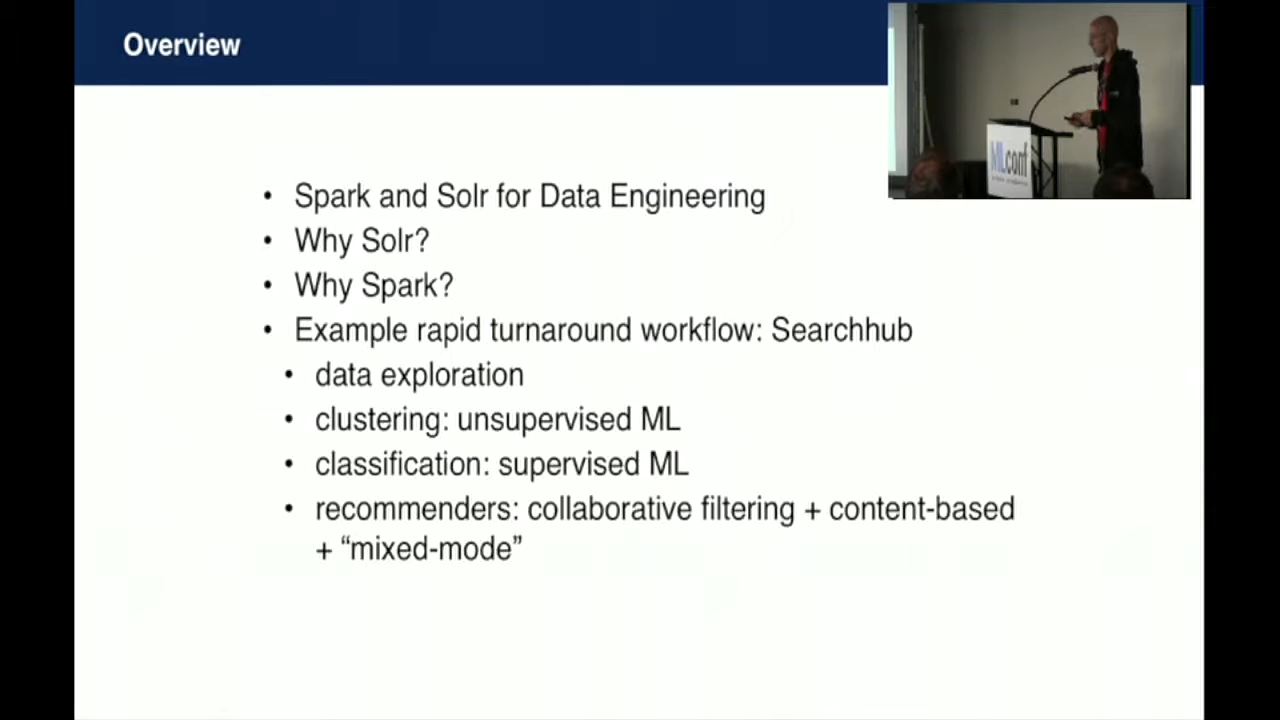 Overview
MLconf
• Spark and Solr for Data Engineering
• Why Solr?
• Why Spark?
• Example rapid turnaround workflow: Searchhub
• data exploration
• clustering: unsupervised ML
• classification: supervised ML
• recommenders: collaborative filtering + content-based
+ “mixed-mode”